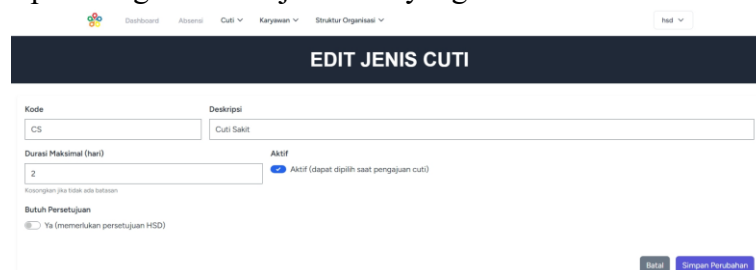 Dashboard Absensi Cuti Karyawan Struktur Organisasi hsd
EDIT JENIS CUTI
Kode Deskripsi
CS Cuti Sakit
Durasi Maksimal (hari) Aktif
2 Aktif (dapat dipilih saat pengajuan cuti)
Kosongkan jika tidak ada batasan
Butuh Persetujuan
Ya (memerlukan persetujuan HSD)
Batal Simpan Perubahan